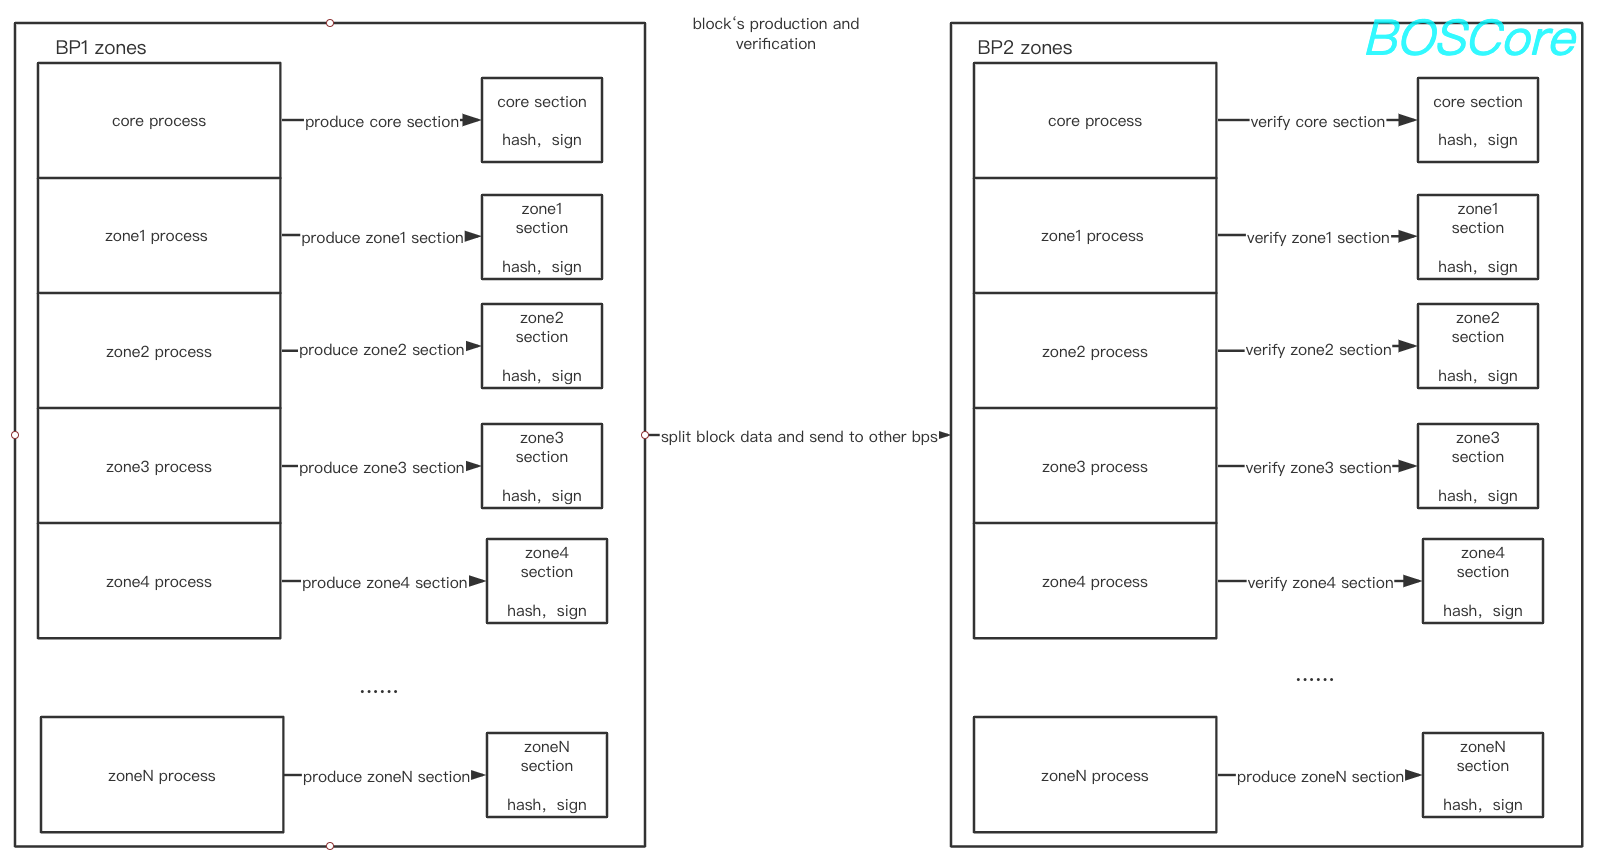 block‘s production and
verification
BOSCore
BP1 zones
core process
produce core section
core section
hash, sign
zone1 process
produce zone1 section
zone1
section
hash, sign
zone2 process
produce zone2 section
zone2
section
hash, sign
zone3 process
produce zone3 section
zone3
section
hash, sign
zone4 process
produce zone4 section
zone4
section
hash, sign
......
zoneN process
produce zoneN section
zoneN
section
hash, sign
split block data and send to other bps
BP2 zones
core process
verify core section
core section
hash, sign
zone1 process
verify zone1 section
zone1
section
hash, sign
zone2 process
verify zone2 section
zone2
section
hash, sign
zone3 process
verify zone3 section
zone3
section
hash, sign
zone4 process
verify zone4 section
zone4
section
hash, sign
......
zoneN process
produce zoneN section
zoneN
section
hash, sign